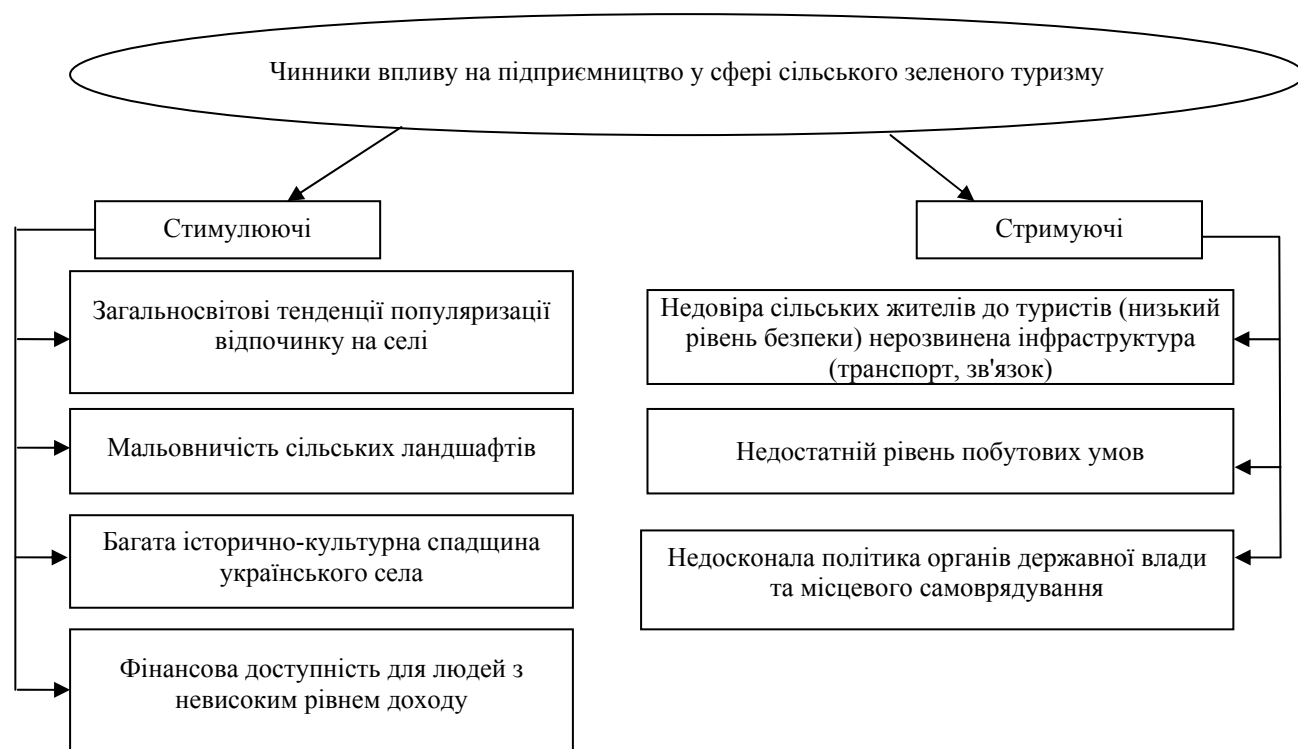 Чинники впливу на підприємництво у сфері сільського зеленого туризму
Стимулюючі
Загальносвітові тенденції популяризації
відпочинку на селі
Мальовничість сільських ландшафтів
Багата історично-культурна спадщина
українського села
Фінансова доступність для людей з
невисоким рівнем доходу
Стримуючі
Недовіра сільських жителів до туристів (низький
рівень безпеки) нерозвинена інфраструктура
(транспорт, зв'язок)
Недостатній рівень побутових умов
Недосконала політика органів державної влади
та місцевого самоврядування